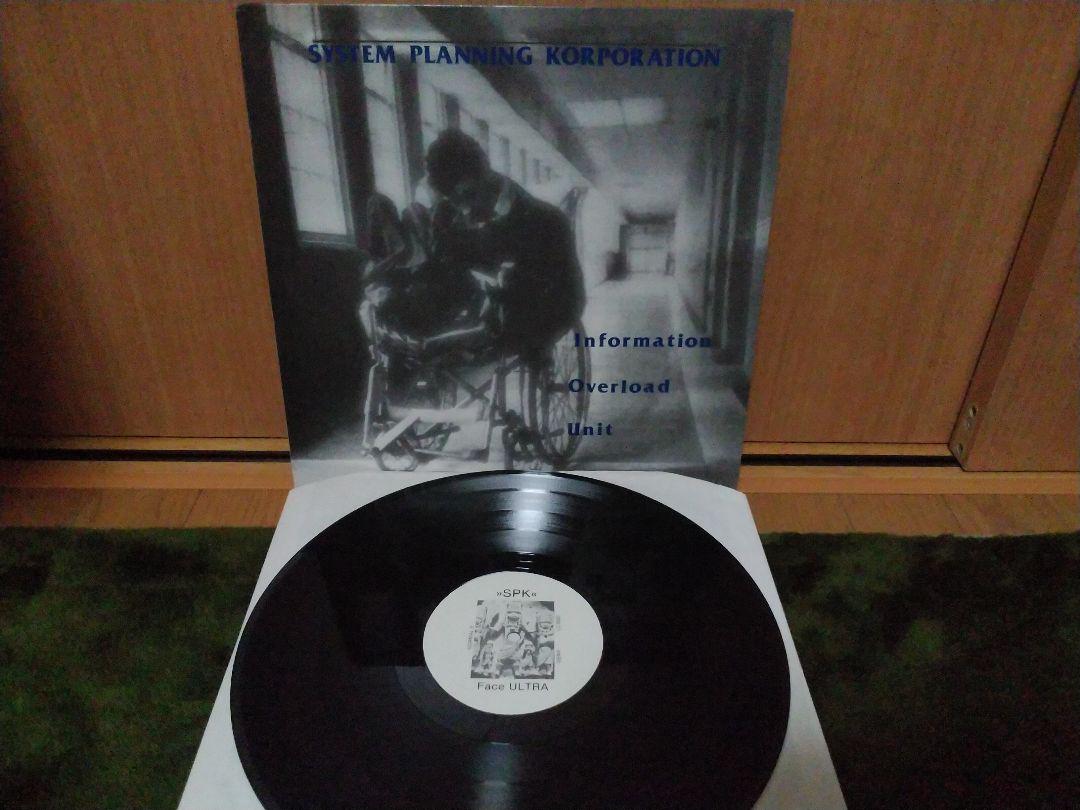 SYSTEM PLANNING KORPORATION
Information
Overload
Unit
»SPK«
Face ULTRA